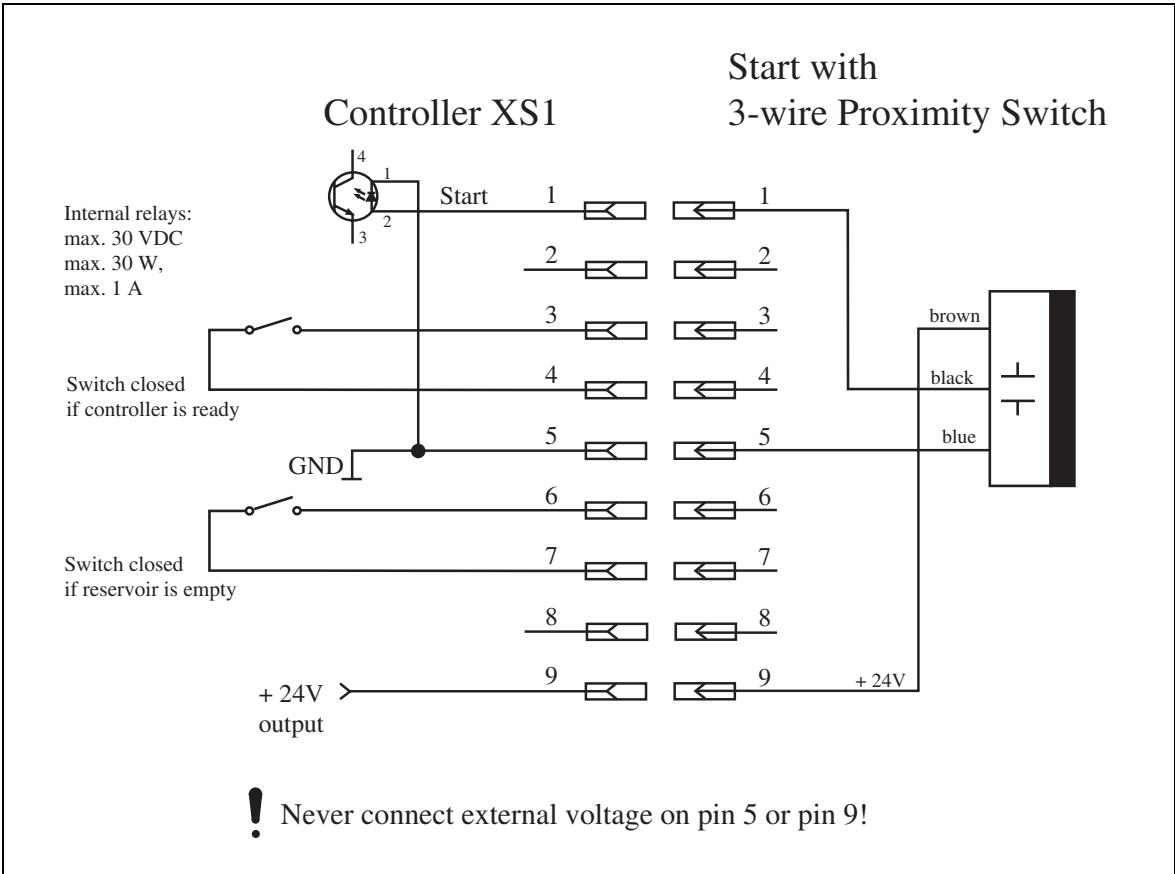 Start with
3-wire Proximity Switch
Controller XS1
4
1
2
3
Start
Internal relays:
max. 30 VDC
max. 30 W,
max. 1 A
1 1
2 2
3 3
4 4
5 5
6 6
7 7
8 8
9 9
brown
black
blue
Switch closed
if controller is ready
GND
Switch closed
if reservoir is empty
+ 24V
output
+ 24V
! Never connect external voltage on pin 5 or pin 9!